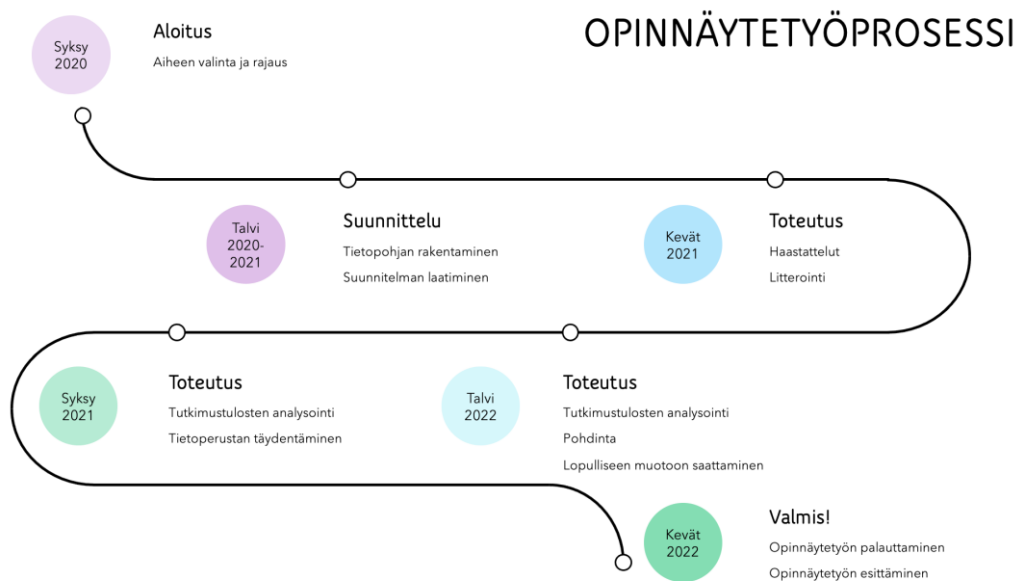 OPINNÄYTETYÖPROSESSI
Syksy
2020
Aloitus
Aiheen valinta ja rajaus
Talvi
2020-
2021
Suunnittelu
Tietopohjan rakentaminen
Suunnitelman laatiminen
Kevät
2021
Toteutus
Haastattelut
Litterointi
Syksy
2021
Toteutus
Tutkimustulosten analysointi
Tietoperustan täydentäminen
Talvi
2022
Toteutus
Tutkimustulosten analysointi
Pohdinta
Lopulliseen muotoon saattaminen
Kevät
2022
Valmis!
Opinnäytetyön palauttaminen
Opinnäytetyön esittäminen